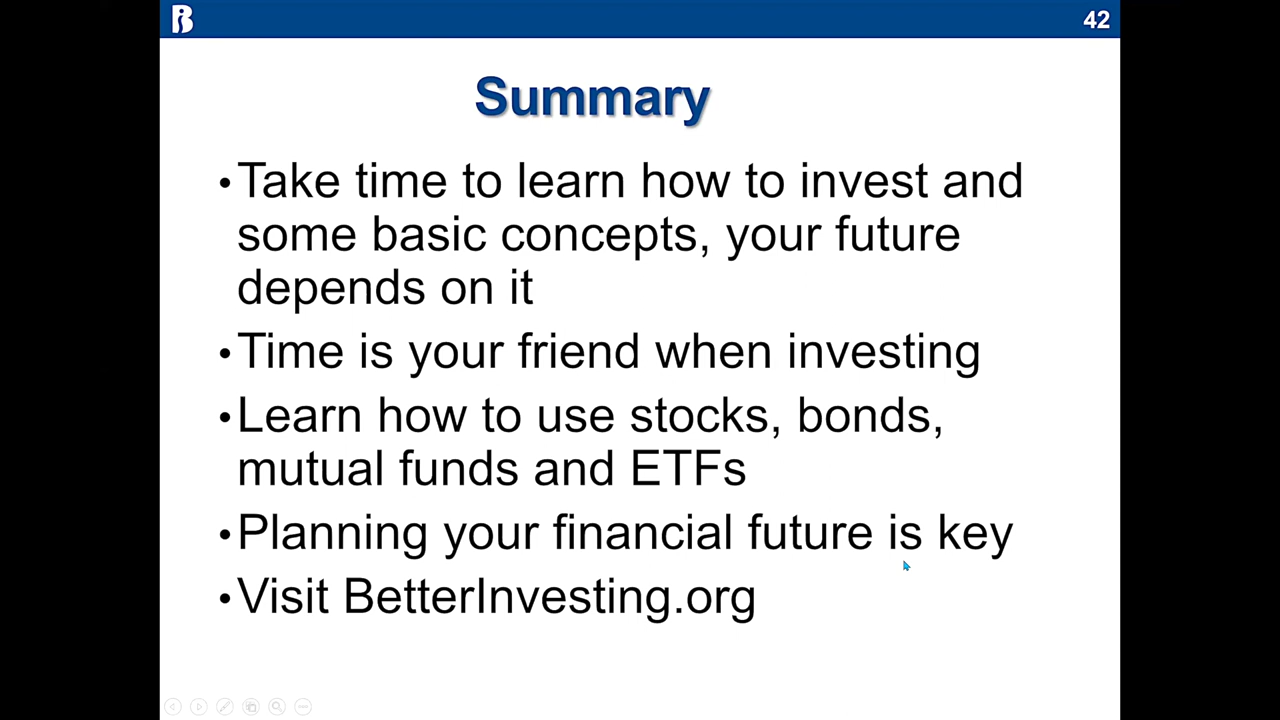 42
Summary
•Take time to learn how to invest and
some basic concepts, your future
depends on it
•Time is your friend when investing
•Learn how to use stocks, bonds,
mutual funds and ETFs
•Planning your financial future is key
•Visit BetterInvesting.org